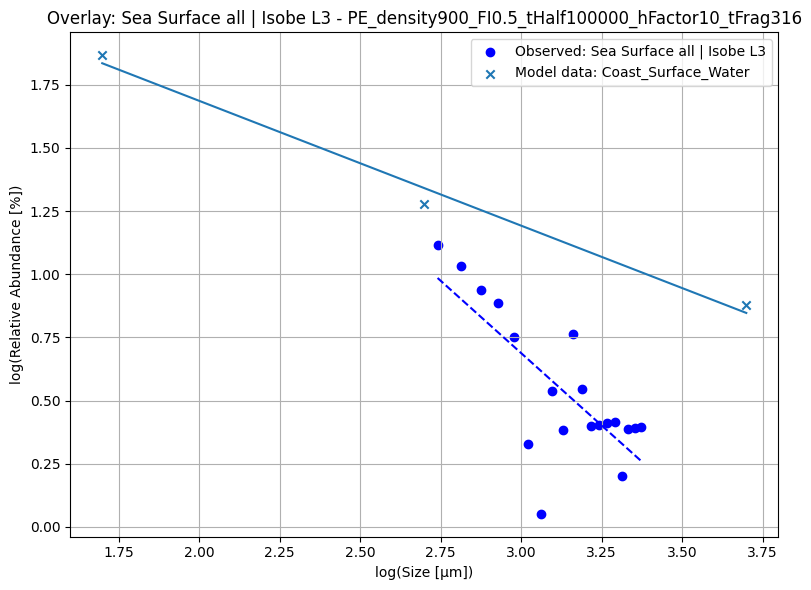 Overlay: Sea Surface all | Isobe L3 - PE_density900_FI0.5_tHalf100000_hFactor10_tFrag316
Observed: Sea Surface all | Isobe L3
Model data: Coast_Surface_Water
log(Relative Abundance [%])
1.75
1.50
1.25
1.00
0.75
0.50
0.25
0.00
1.75 2.00 2.25 2.50 2.75 3.00 3.25 3.50 3.75
log(Size [µm])